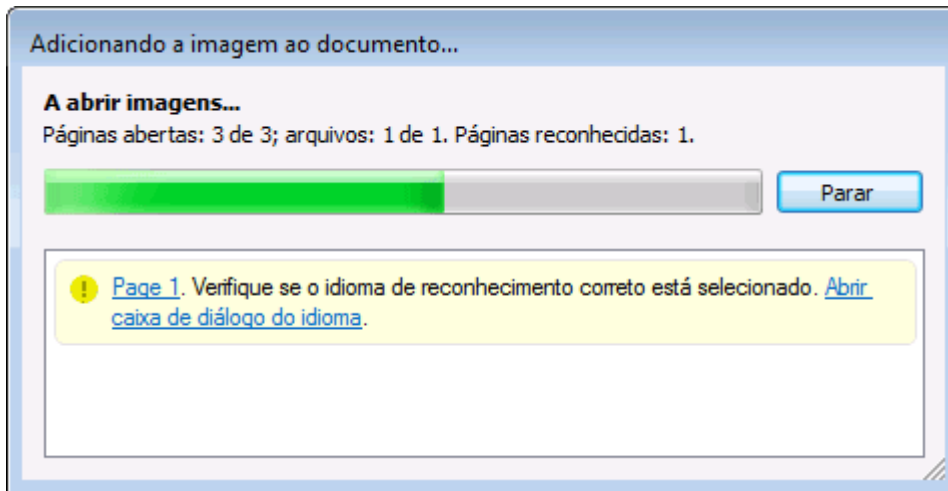 Adicionando a imagem ao documento...
A abrir imagens...
Páginas abertas: 3 de 3; arquivos: 1 de 1. Páginas reconhecidas: 1.
Parar
Page 1. Verifique se o idioma de reconhecimento correto está selecionado. Abrir
caixa de diálogo do idioma.